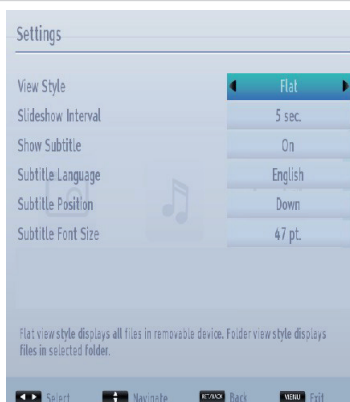 Settings
View Style Flat
Slideshow Interval 5 sec.
Show Subtitle On
Subtitle Language English
Subtitle Position Down
Subtitle Font Size 47 pt.
Flat view style displays all files in removable device. Folder view style displays
files in selected folder.
Select Navigate RET/BACK Back MENU Exit